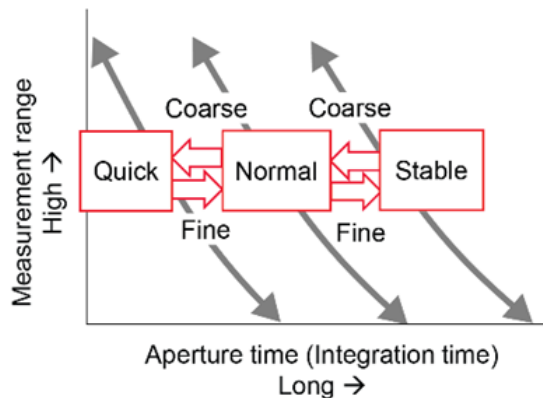 Measurement range
High →
Coarse
Coarse
Quick
Normal
Stable
Fine
Fine
Aperture time (Integration time)
Long →